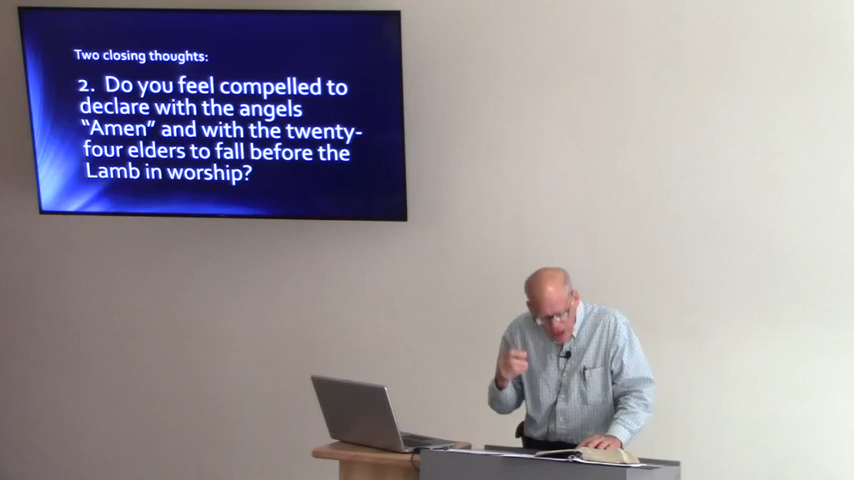 Two closing thoughts:
2. Do you feel compelled to
declare with the angels
“Amen” and with the twenty-
four elders to fall before the
Lamb in worship?